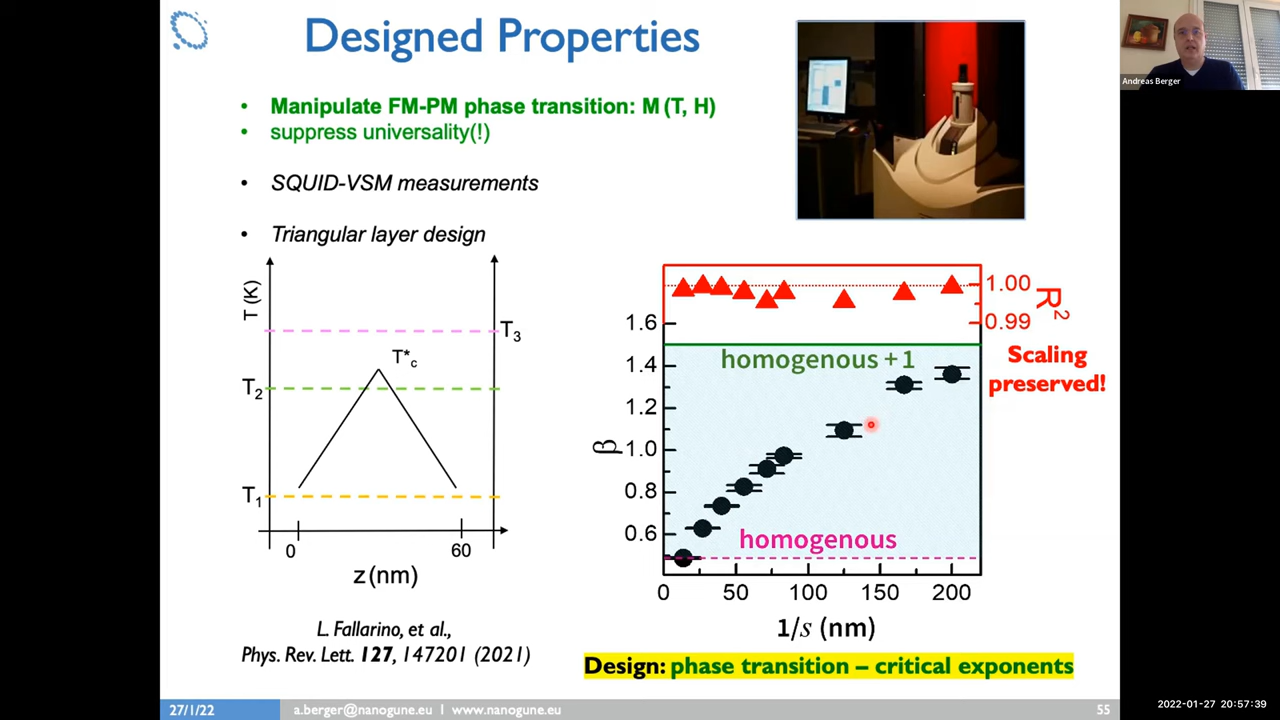 Designed Properties
• Manipulate FM-PM phase transition: M (T, H)
• suppress universality(!)
• SQUID-VSM measurements
• Triangular layer design
T (K)
T3
T*c
T2
T1
0
60
z (nm)
L. Fallarino, et al.,
Phys. Rev. Lett. 127, 147201 (2021)
1.00
0.99
R²
Scaling
preserved!
1.6
1.4
1.2
1.0
0.8
0.6
β
homogenous + 1
homogenous
0 50 100 150 200
1/s (nm)
Design: phase transition – critical exponents
27/1/22
a.berger@nanogune.eu | www.nanogune.eu
55
Andreas Berger
2022-01-27 20:57:39